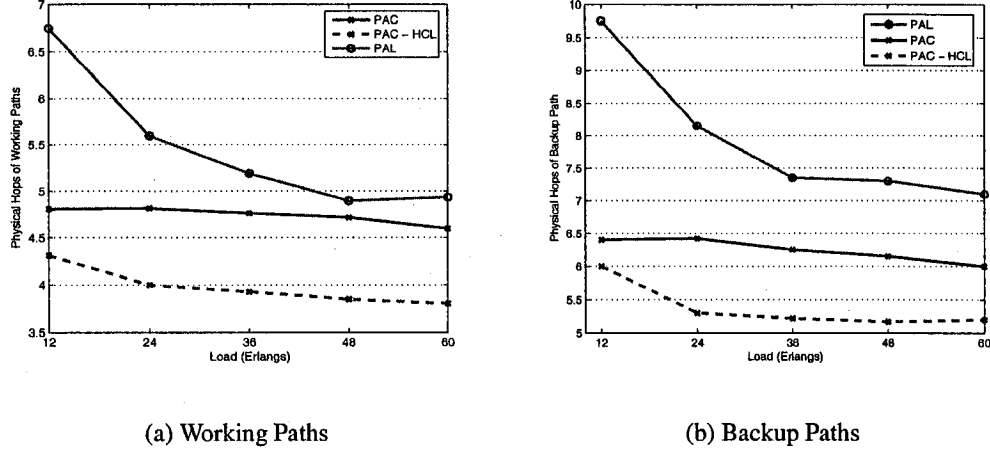 7
6.5
6
5.5
5
4.5
4
3.5
12
24
36
48
60
Physical Hops of Working Paths
Load (Erlangs)
PAC
PAC – HCL
PAL
10
9.5
9
8.5
8
7.5
7
6.5
6
5.5
5
12
24
36
48
60
Physical Hops of Backup Path
Load (Erlangs)
PAL
PAC
PAC – HCL
(a) Working Paths
(b) Backup Paths